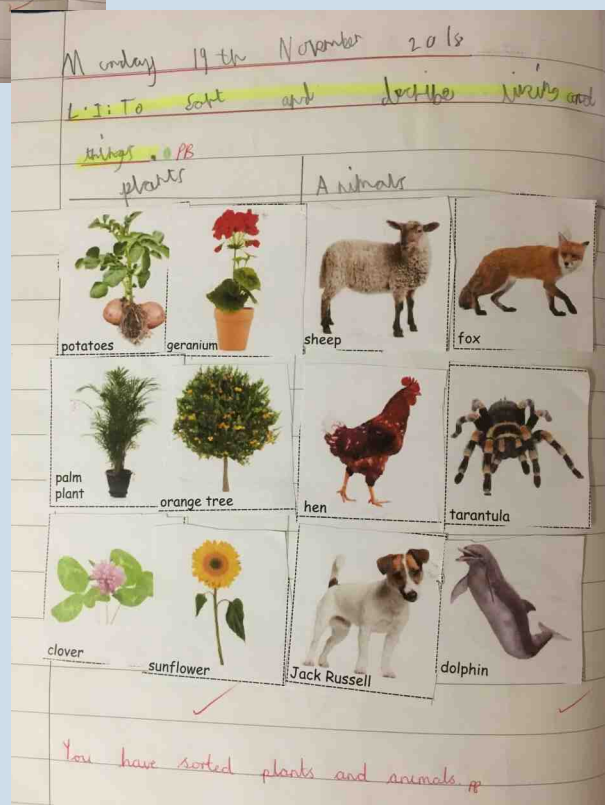 Monday 19th November 2018
L.I: To sort and describe living and
things. PB
plants Animals
potatoes geranium sheep fox
palm
plant orange tree hen tarantula
clover sunflower Jack Russell dolphin
You have sorted plants and animals. PB